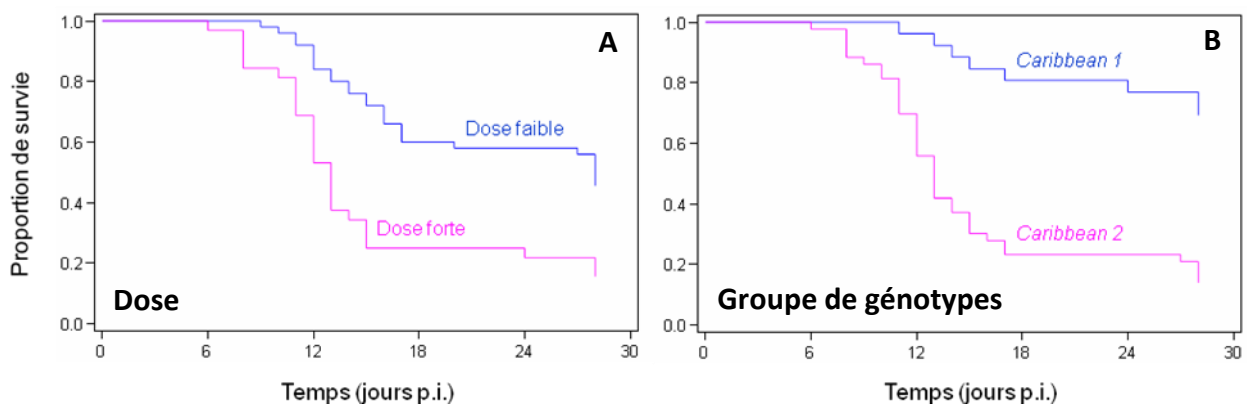 A
Proportion de survie
1.0
0.8
0.6
0.4
0.2
0.0
Dose faible
Dose forte
Dose
0
6
12
18
24
30
Temps (jours p.i.)
B
1.0
0.8
0.6
0.4
0.2
0.0
Caribbean 1
Caribbean 2
Groupe de génotypes
0
6
12
18
24
30
Temps (jours p.i.)